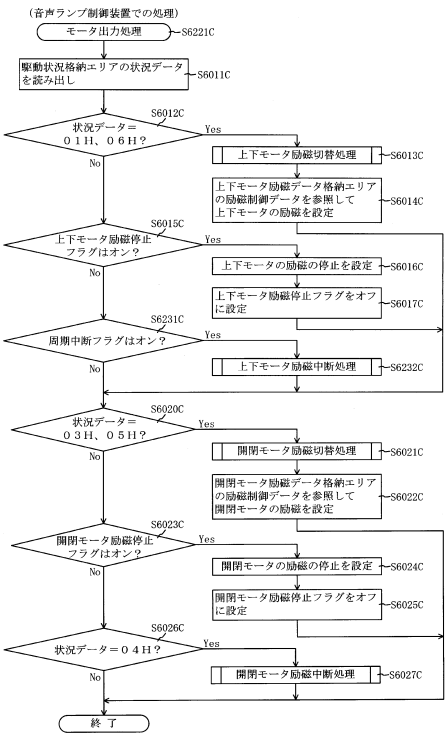 (音声ランプ制御装置での処理)
モータ出力処理
S6221C
駆動状況格納エリアの状況データ
を読み出し
S6011C
S6012C
状況データ=
01H、06H?
Yes
No
上下モータ励磁切替処理
S6013C
上下モータ励磁データ格納エリア
の励磁制御データを参照して
上下モータの励磁を設定
S6014C
S6015C
上下モータ励磁停止
フラグはオン?
Yes
No
上下モータの励磁の停止を設定
S6016C
上下モータ励磁停止フラグをオフ
に設定
S6017C
S6231C
周期中断フラグはオン?
Yes
No
上下モータ励磁中断処理
S6232C
S6020C
状況データ=
03H、05H?
Yes
No
開閉モータ励磁切替処理
S6021C
開閉モータ励磁データ格納エリア
の励磁制御データを参照して
開閉モータの励磁を設定
S6022C
S6023C
開閉モータ励磁停止
フラグはオン?
Yes
No
開閉モータの励磁の停止を設定
S6024C
開閉モータ励磁停止フラグをオフ
に設定
S6025C
S6026C
状況データ=04H?
Yes
No
開閉モータ励磁中断処理
S6027C
終了